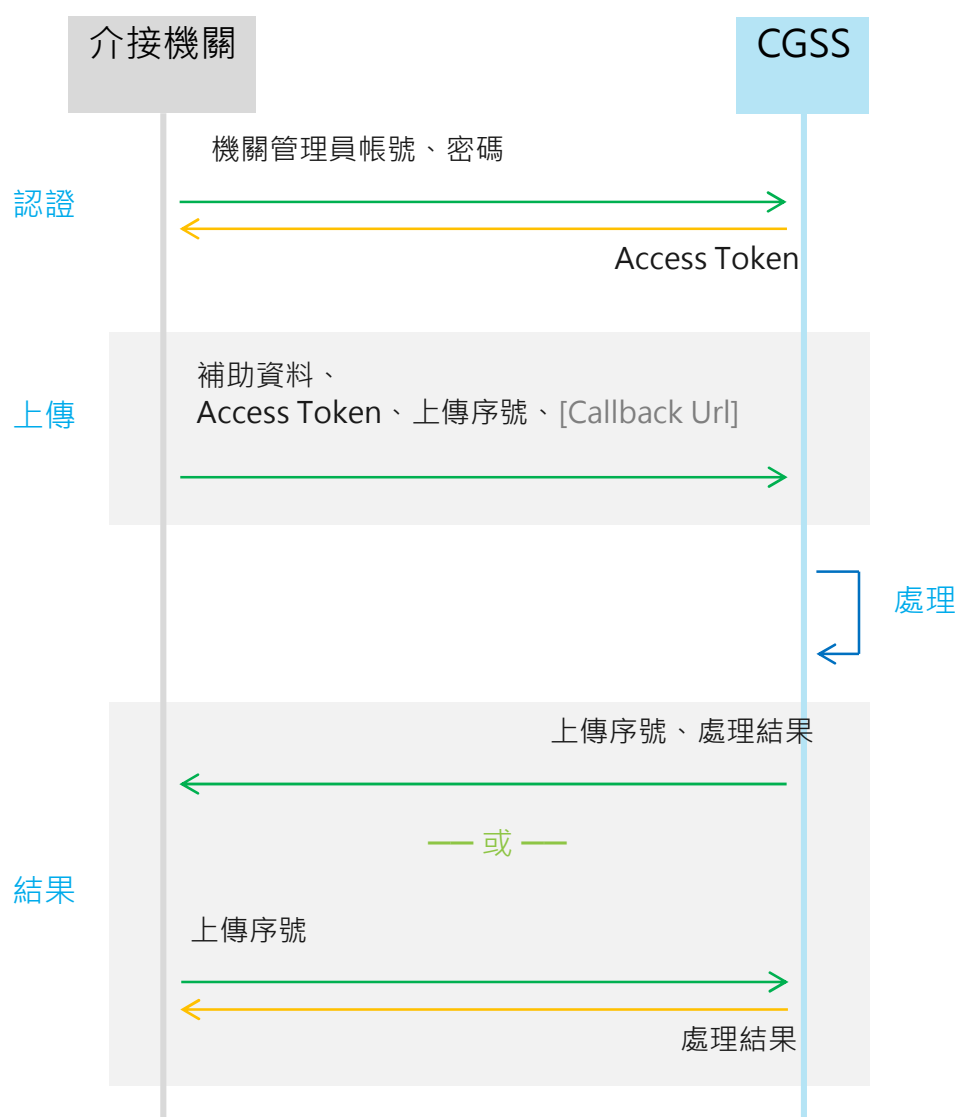 介接機關
CGSS
機關管理員帳號、密碼
認證
Access Token
補助資料、
Access Token、上傳序號、[Callback Url]
上傳
處理
上傳序號、處理結果
或
結果
上傳序號
處理結果